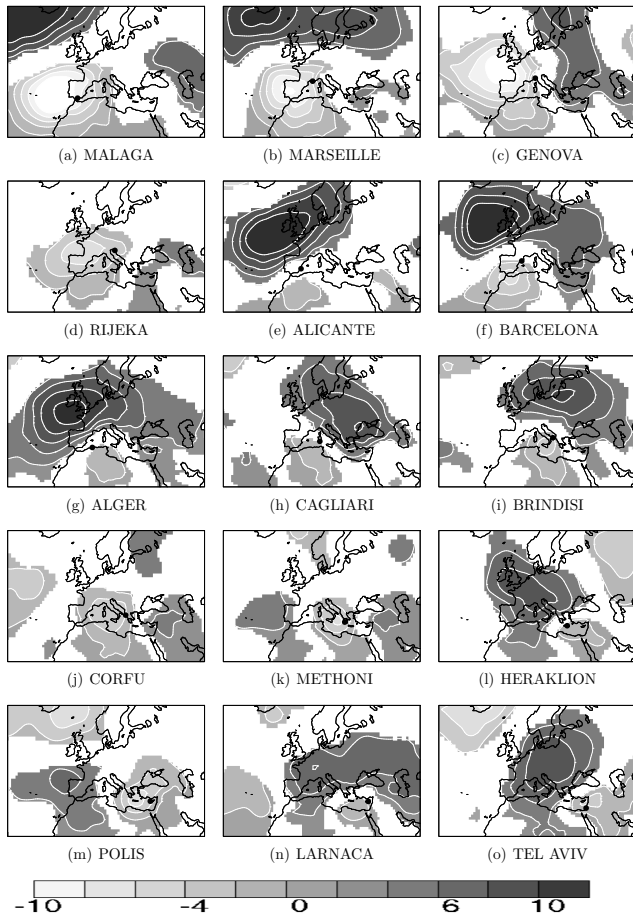 (a) MALAGA (b) MARSEILLE (c) GENOVA
(d) RIJEKA (e) ALICANTE (f) BARCELONA
(g) ALGER (h) CAGLIARI (i) BRINDISI
(j) CORFU (k) METHONI (l) HERAKLION
(m) POLIS (n) LARNACA (o) TEL AVIV
-10 -4 0 6 10